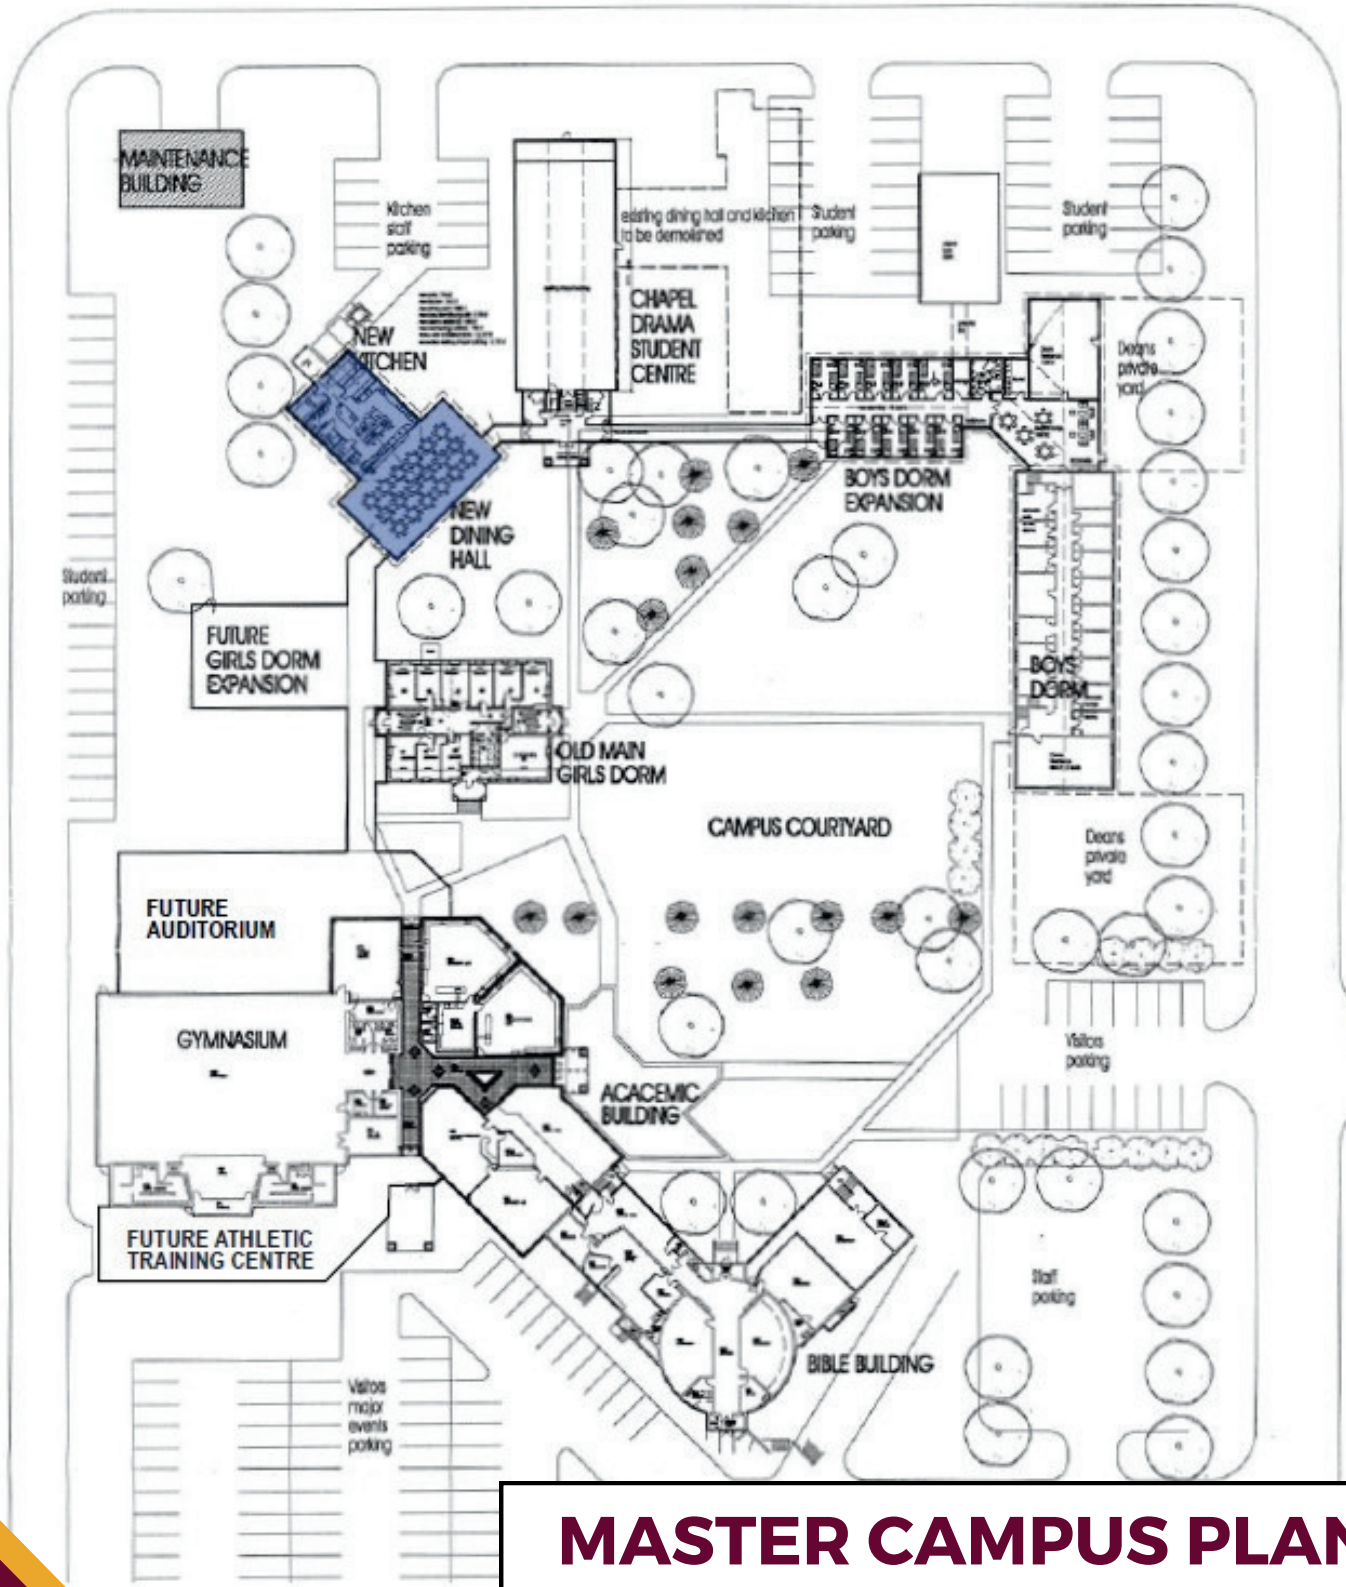 MAINTENANCE
BUILDING
Kitchen
staff
parking
existing dining hall and kitchen
to be demolished
Student
parking
Student
parking
NEW
KITCHEN
CHAPEL
DRAMA
STUDENT
CENTRE
Deans
private
yard
NEW
DINING
HALL
BOYS DORM
EXPANSION
Student
parking
FUTURE
GIRLS DORM
EXPANSION
BOYS
DORM
OLD MAIN
GIRLS DORM
CAMPUS COURTYARD
Deans
private
yard
FUTURE
AUDITORIUM
GYMNASIUM
Visitors
parking
ACACEMIC
BUILDING
FUTURE ATHLETIC
TRAINING CENTRE
Staff
parking
BIBLE BUILDING
Visitors
major
events
parking
MASTER CAMPUS PLAN